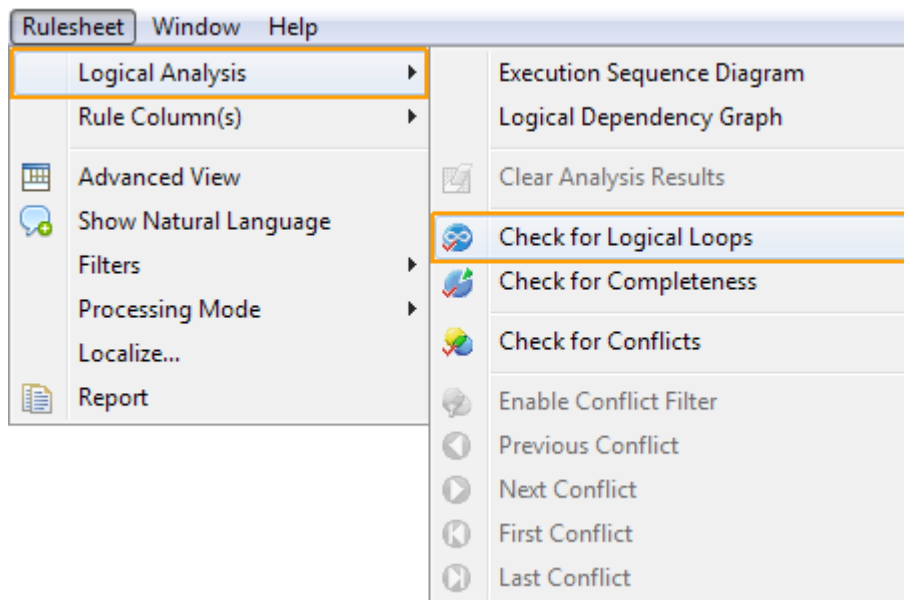 Rulesheet Window Help
Logical Analysis
Rule Column(s)
Advanced View
Show Natural Language
Filters
Processing Mode
Localize...
Report
Execution Sequence Diagram
Logical Dependency Graph
Clear Analysis Results
Check for Logical Loops
Check for Completeness
Check for Conflicts
Enable Conflict Filter
Previous Conflict
Next Conflict
First Conflict
Last Conflict